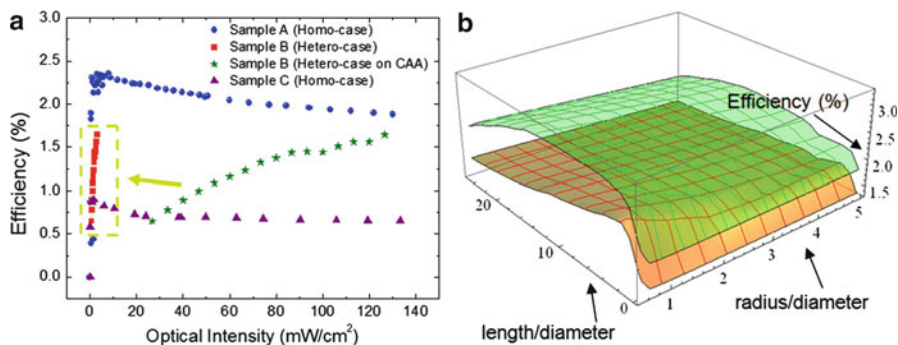 a
3.0
2.5
2.0
1.5
1.0
0.5
0.0
Efficiency (%)
Sample A (Homo-case)
Sample B (Hetero-case)
Sample B (Hetero-case on CAA)
Sample C (Homo-case)
0 20 40 60 80 100 120 140
Optical Intensity (mW/cm²)
b
Efficiency (%)
3.0
2.5
2.0
1.5
20
10
0
1
2
3
4
5
length/diameter
radius/diameter